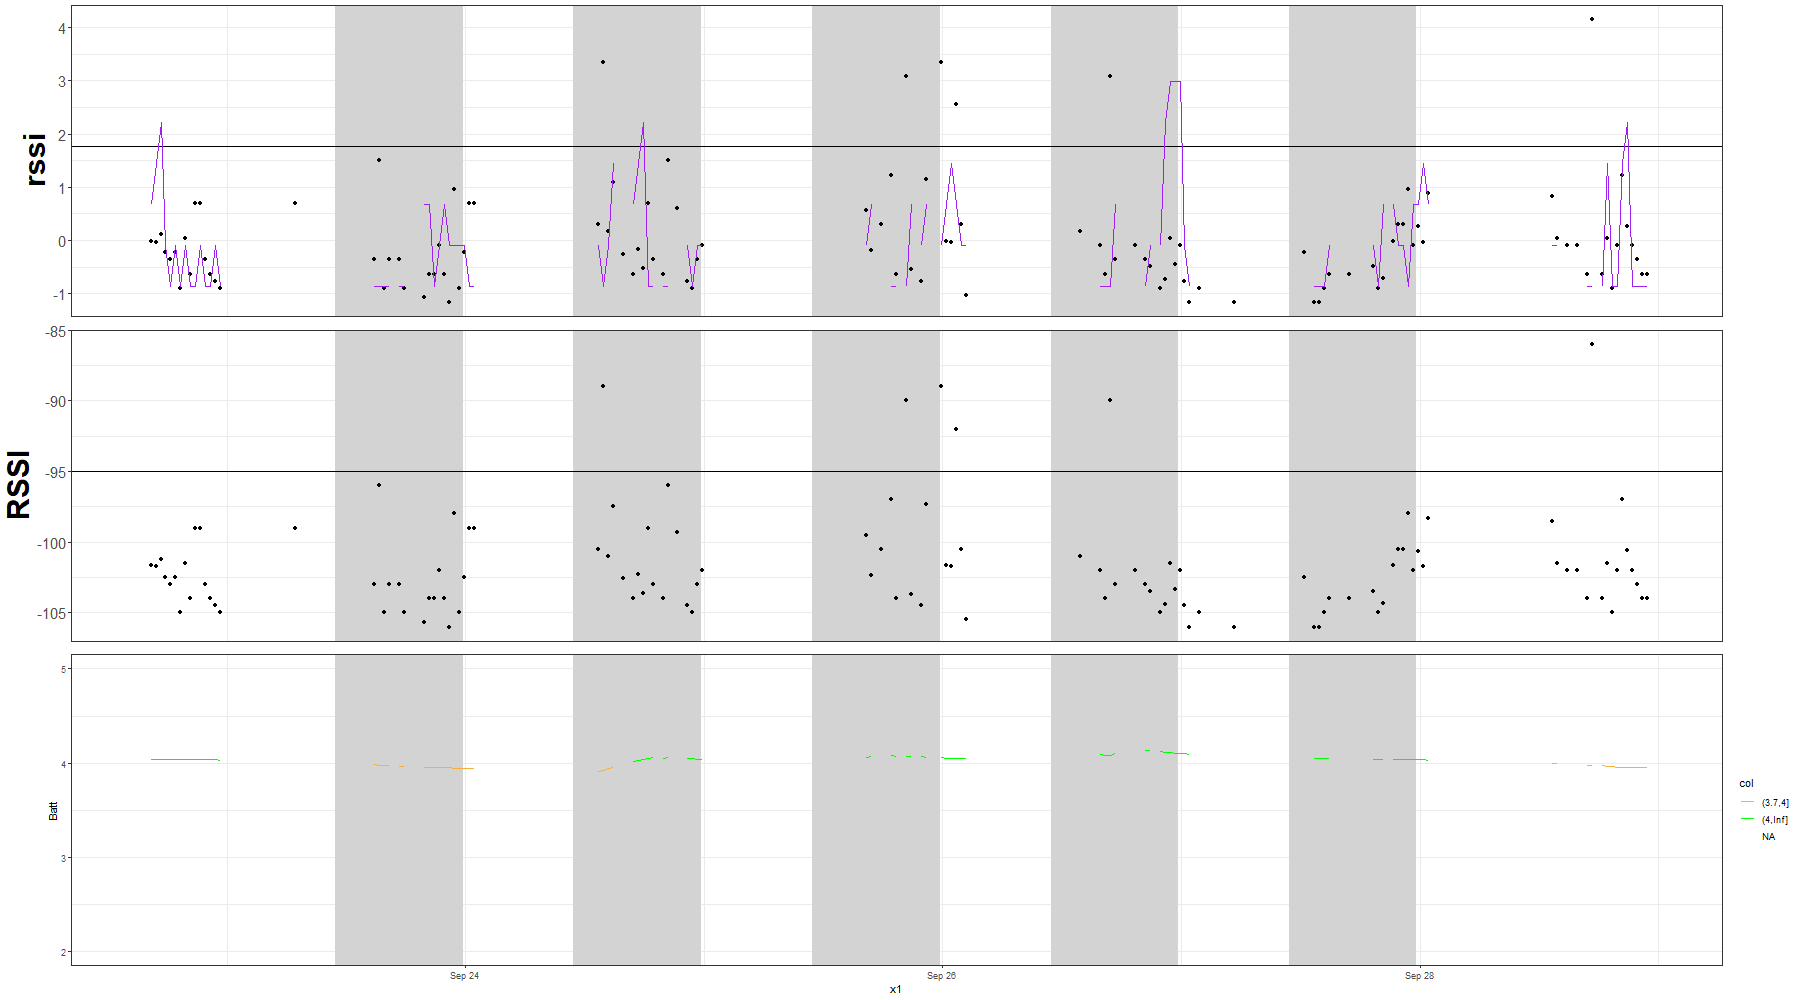 rssi
4
3
2
1
0
-1
RSSI
-85
-90
-95
-100
-105
Batt
5
4
3
2
Sep 24
Sep 26
Sep 28
x1
col
(3.7,4]
(4,Inf]
NA